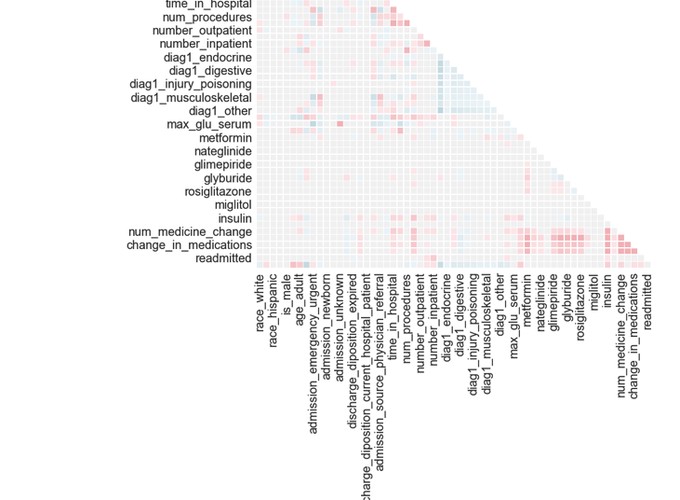 time_in_hospital
num_procedures
number_outpatient
number_inpatient
diag1_endocrine
diag1_digestive
diag1_injury_poisoning
diag1_musculoskeletal
diag1_other
max_glu_serum
metformin
nateglinide
glimepiride
glyburide
rosiglitazone
miglitol
insulin
num_medicine_change
change_in_medications
readmitted
race_white
race_hispanic
is_male
age_adult
admission_emergency_urgent
admission_newborn
admission_unknown
discharge_diposition_expired
charge_diposition_current_hospital_patient
admission_source_physician_referral
time_in_hospital
num_procedures
number_outpatient
number_inpatient
diag1_endocrine
diag1_digestive
diag1_injury_poisoning
diag1_musculoskeletal
diag1_other
max_glu_serum
metformin
nateglinide
glimepiride
glyburide
rosiglitazone
miglitol
insulin
num_medicine_change
change_in_medications
readmitted